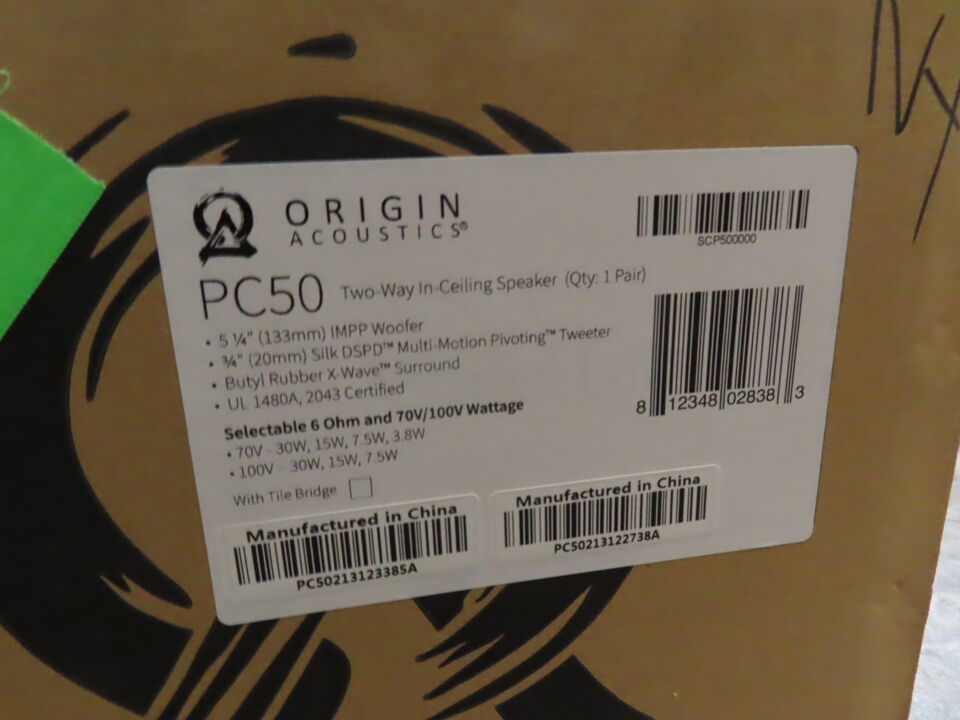 ORIGIN
ACOUSTICS®
SCP500000
PC50 Two-Way In-Ceiling Speaker (Qty: 1 Pair)
• 5 ¼" (133mm) IMPP Woofer
• ¾" (20mm) Silk DSPD™ Multi-Motion Pivoting™ Tweeter
• Butyl Rubber X-Wave™ Surround
• UL 1480A, 2043 Certified
8 12348 02838 3
Selectable 6 Ohm and 70V/100V Wattage
• 70V - 30W, 15W, 7.5W, 3.8W
• 100V - 30W, 15W, 7.5W
With Tile Bridge
Manufactured in China
PC50213123385A
Manufactured in China
PC50213122738A